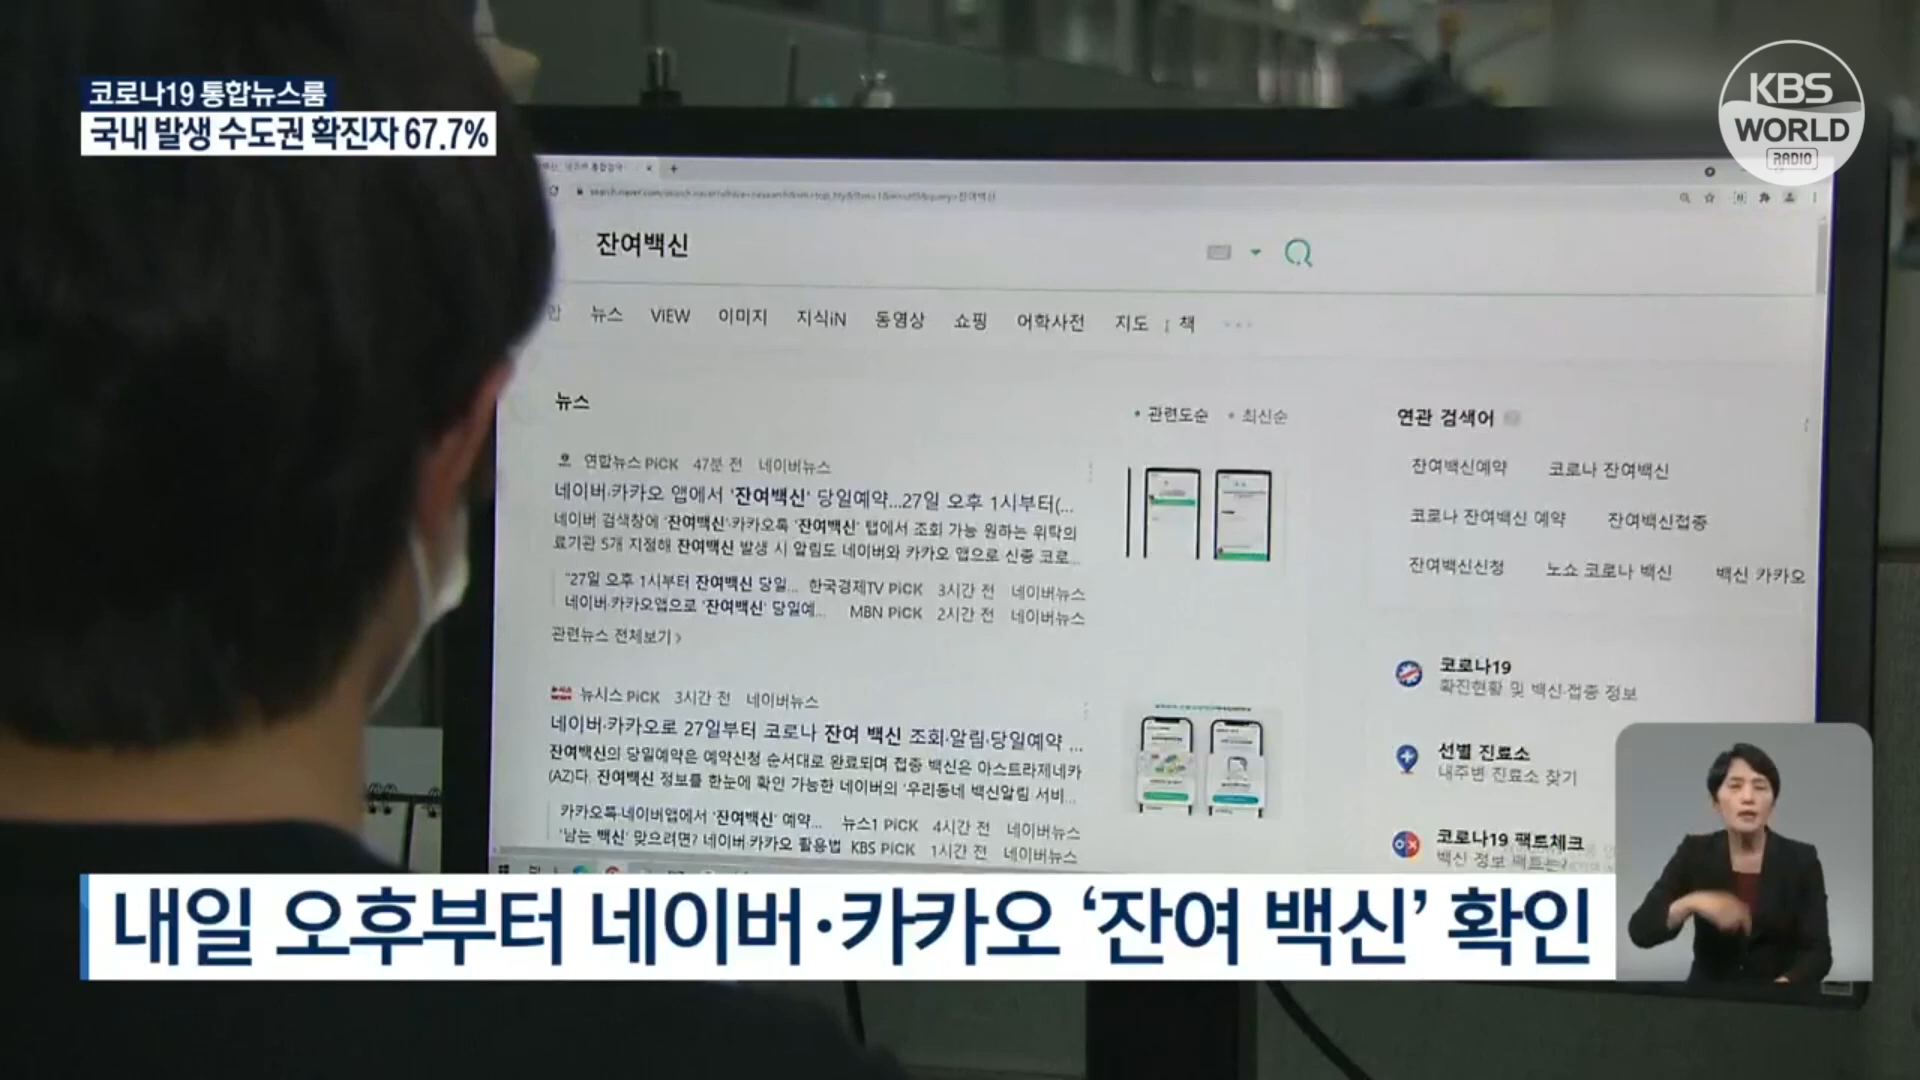 코로나19 통합뉴스룸
국내 발생 수도권 확진자 67.7%
KBS
WORLD
RADIO
잔여백신
뉴스 VIEW 이미지 지식iN 동영상 쇼핑 어학사전 지도 책
뉴스
• 관련도순 • 최신순
연합뉴스 PiCK 47분 전 네이버뉴스
네이버·카카오 앱에서 '잔여백신' 당일예약...27일 오후 1시부터(...
네이버 검색창에 '잔여백신'·카카오톡 '잔여백신' 탭에서 조회 가능 원하는 위탁의
료기관 5개 지정해 잔여백신 발생 시 알림도 네이버와 카카오 앱으로 신종 코로...
"27일 오후 1시부터 잔여백신 당일... 한국경제TV PiCK 3시간 전 네이버뉴스
네이버·카카오앱으로 '잔여백신' 당일예... MBN PiCK 2시간 전 네이버뉴스
관련뉴스 전체보기 >
뉴시스 PiCK 3시간 전 네이버뉴스
네이버·카카오로 27일부터 코로나 잔여 백신 조회·알림·당일예약 ...
잔여백신의 당일예약은 예약신청 순서대로 완료되며 접종 백신은 아스트라제네카
(AZ)다. 잔여백신 정보를 한눈에 확인 가능한 네이버의 '우리동네 백신알림 서비...
카카오톡·네이버앱에서 '잔여백신' 예약... 뉴스1 PiCK 4시간 전 네이버뉴스
'남는 백신' 맞으려면? 네이버·카카오 활용법 KBS PiCK 1시간 전 네이버뉴스
연관 검색어
잔여백신예약 코로나 잔여백신
코로나 잔여백신 예약 잔여백신접종
잔여백신신청 노쇼 코로나 백신 백신 카카오
코로나19
확진현황 및 백신·접종 정보
선별 진료소
내주변 진료소 찾기
코로나19 팩트체크
백신 정보 팩트는?
내일 오후부터 네이버·카카오 ‘잔여 백신’ 확인